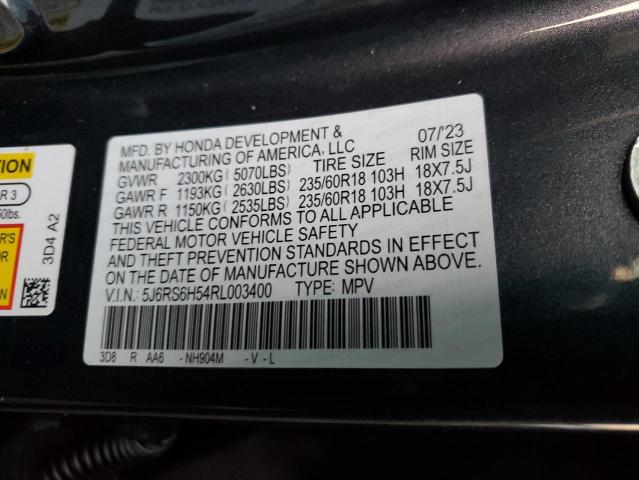 MFD. BY HONDA DEVELOPMENT & 07/'23
MANUFACTURING OF AMERICA, LLC
GVWR 2300KG ( 5070LBS) TIRE SIZE RIM SIZE
GAWR F 1193KG ( 2630LBS) 235/60R18 103H 18X7.5J
GAWR R 1150KG ( 2535LBS) 235/60R18 103H 18X7.5J
THIS VEHICLE CONFORMS TO ALL APPLICABLE
FEDERAL MOTOR VEHICLE SAFETY
AND THEFT PREVENTION STANDARDS IN EFFECT
ON THE DATE OF MANUFACTURE SHOWN ABOVE.
V.I.N.: 5J6RS6H54RL003400 TYPE: MPV
3D8 R AA6 -NH904M -V-L
3D4 A2